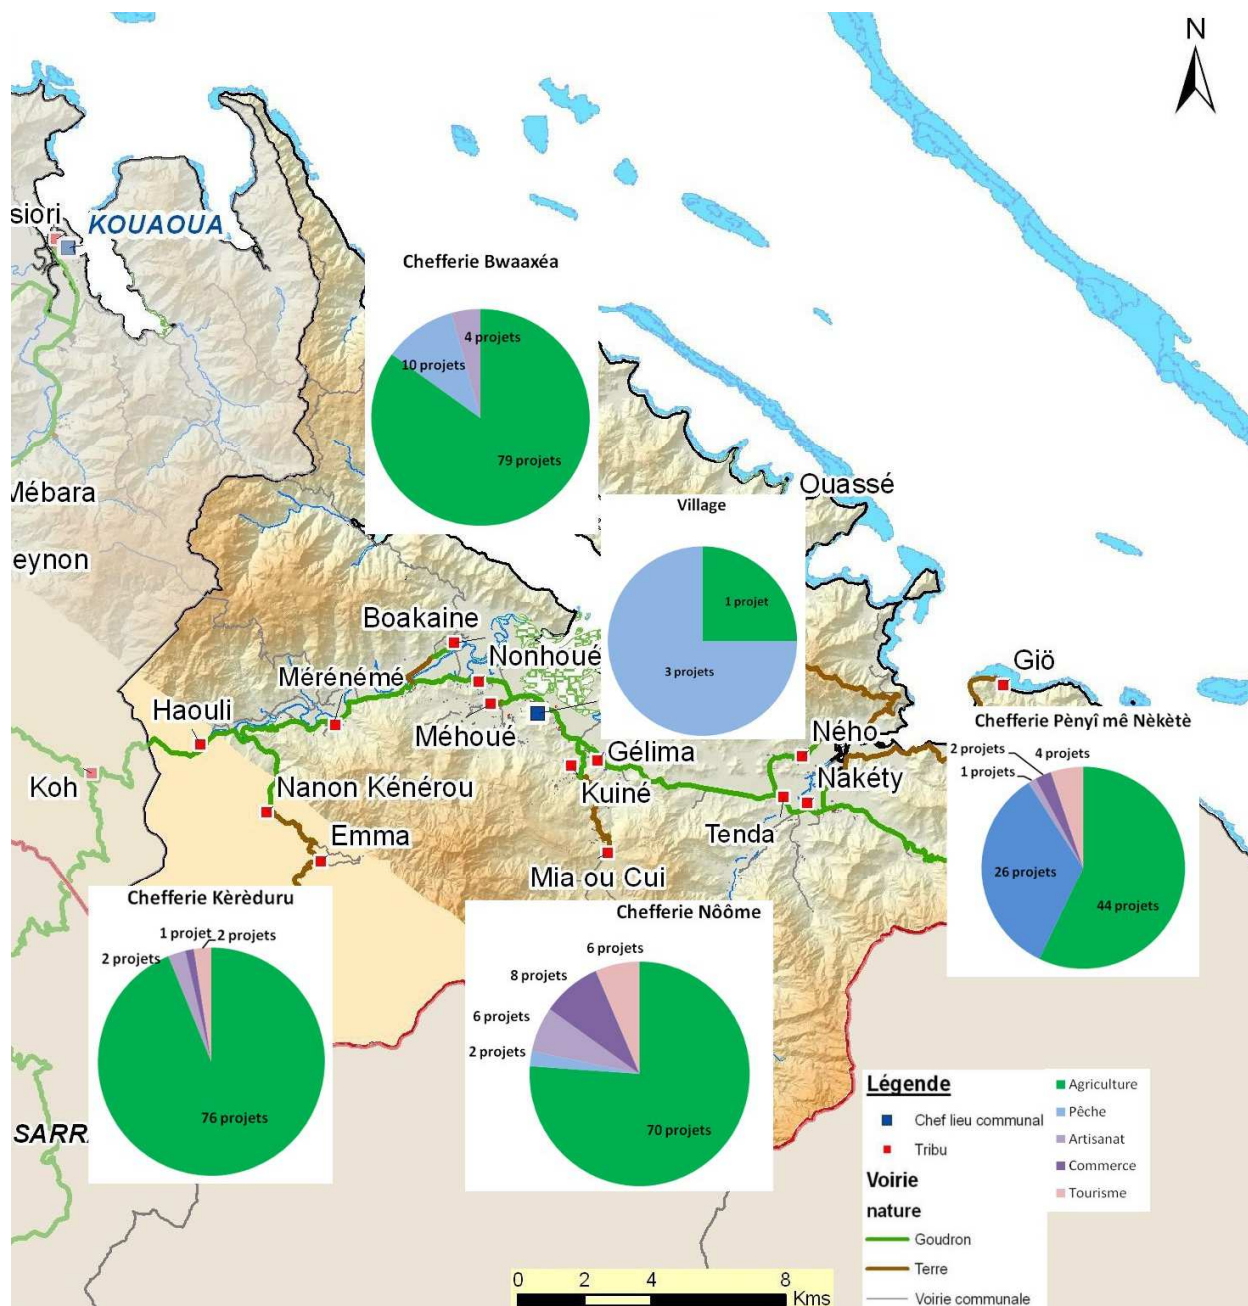 N
siori
KOUAOUA
Chefferie Bwaaxéa
4 projets
10 projets
79 projets
Mébara
eynon
Ouassé
Village
1 projet
3 projets
Boakaine
Nonhoué
Mérénémé
Haouli
Méhoué
Gélima
Kuiné
Koh
Nanon Kénérou
Emma
Mia ou Cui
Giö
Ného
Nakéty
Tenda
Chefferie Pènyî mê Nèkètè
2 projets
4 projets
1 projets
26 projets
44 projets
Chefferie Kèrèduru
1 projet
2 projets
2 projets
76 projets
SARR
Chefferie Nôôme
6 projets
8 projets
6 projets
2 projets
70 projets
Légende
Chef lieu communal
Tribu
Voirie
nature
Goudron
Terre
Voirie communale
Agriculture
Pêche
Artisanat
Commerce
Tourisme
0 2 4 8
Kms